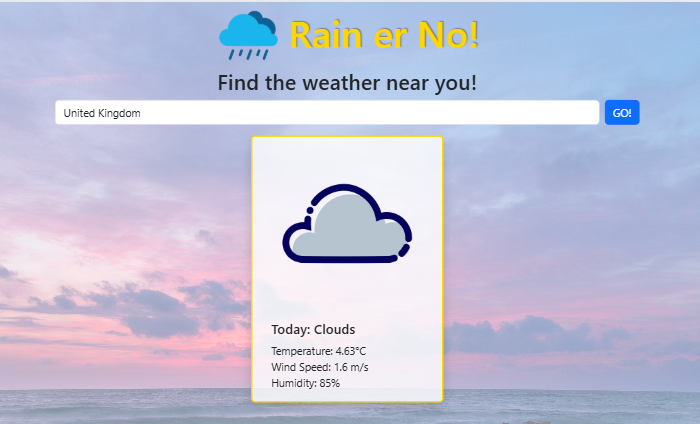 Rain er No!
Find the weather near you!
United Kingdom
GO!
Today: Clouds
Temperature: 4.63°C
Wind Speed: 1.6 m/s
Humidity: 85%